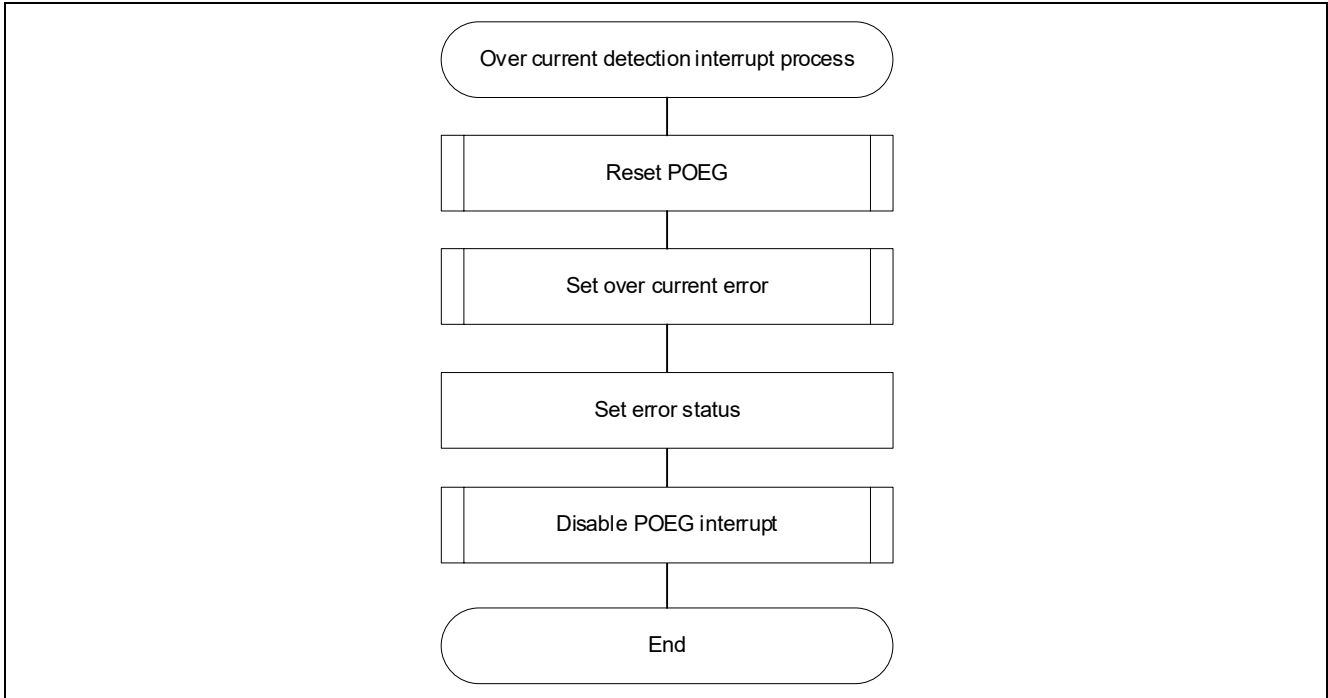 Over current detection interrupt process
Reset POEG
Set over current error
Set error status
Disable POEG interrupt
End